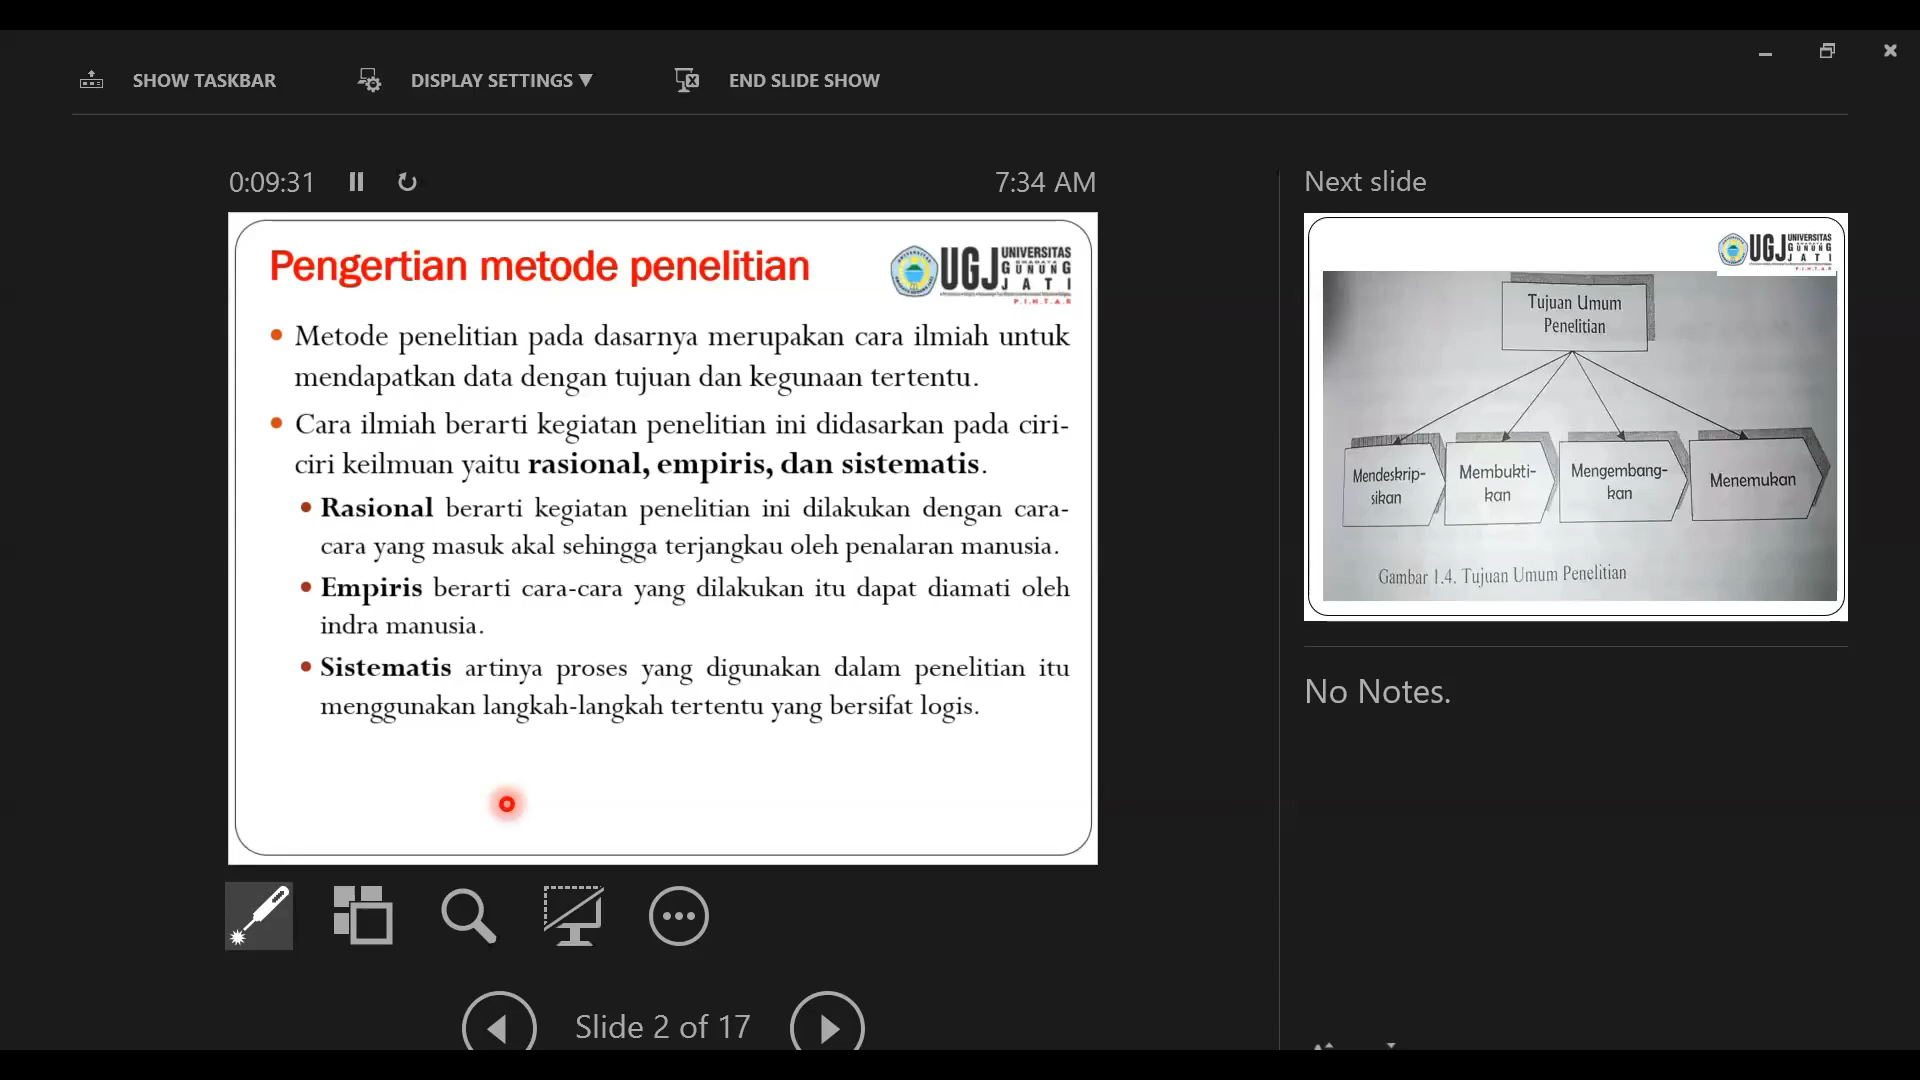 SHOW TASKBAR
DISPLAY SETTINGS ▼
END SLIDE SHOW
0:09:31
7:34 AM
Pengertian metode penelitian
UGJ UNIVERSITAS
GUNUNG
JATI
P.I.N.T.A.R
• Metode penelitian pada dasarnya merupakan cara ilmiah untuk
mendapatkan data dengan tujuan dan kegunaan tertentu.
• Cara ilmiah berarti kegiatan penelitian ini didasarkan pada ciri-
ciri keilmuan yaitu rasional, empiris, dan sistematis.
• Rasional berarti kegiatan penelitian ini dilakukan dengan cara-
cara yang masuk akal sehingga terjangkau oleh penalaran manusia.
• Empiris berarti cara-cara yang dilakukan itu dapat diamati oleh
indra manusia.
• Sistematis artinya proses yang digunakan dalam penelitian itu
menggunakan langkah-langkah tertentu yang bersifat logis.
Slide 2 of 17
Next slide
UGJ UNIVERSITAS
GUNUNG
JATI
P.I.N.T.A.R
Tujuan Umum
Penelitian
Mendeskrip-
sikan
Membukti-
kan
Mengembang-
kan
Menemukan
Gambar 1.4. Tujuan Umum Penelitian
No Notes.